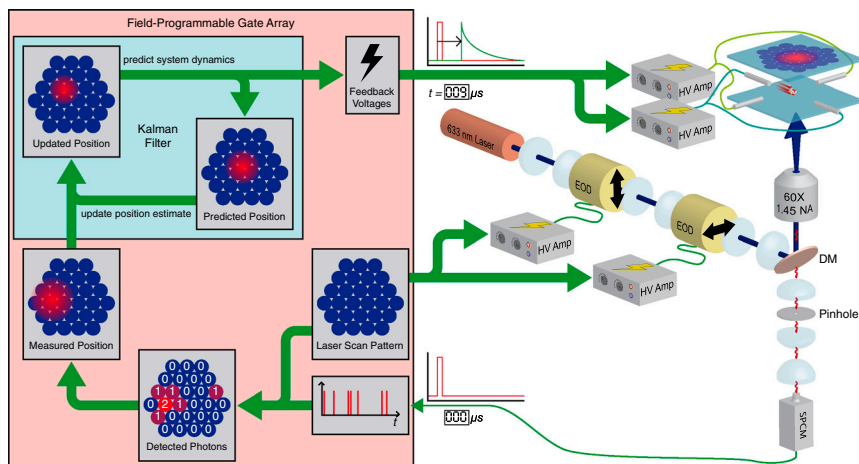 Field-Programmable Gate Array
predict system dynamics
Updated Position
Kalman
Filter
Predicted Position
update position estimate
Feedback
Voltages
t = 009 µs
HV Amp
HV Amp
633 nm Laser
EOD
EOD
60X
1.45 NA
HV Amp
HV Amp
DM
Pinhole
SPCM
Measured Position
Laser Scan Pattern
0 0 0 0
0 0 0 0
1 1 0 0 1
0 2 1 0 0 0
1 0 0 0 0
0 0 0 0
Detected Photons
t
000 µs